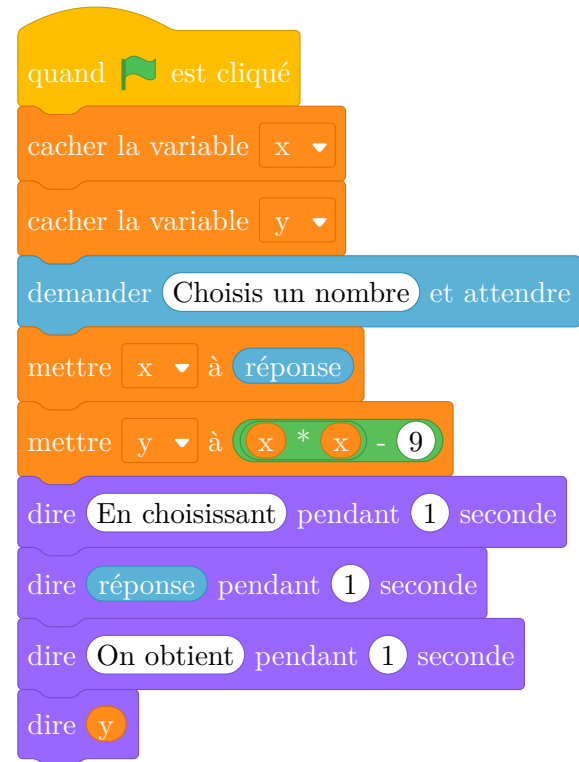 quand est cliqué
cacher la variable x
cacher la variable y
demander Choisis un nombre et attendre
mettre x à réponse
mettre y à x * x - 9
dire En choisissant pendant 1 seconde
dire réponse pendant 1 seconde
dire On obtient pendant 1 seconde
dire y